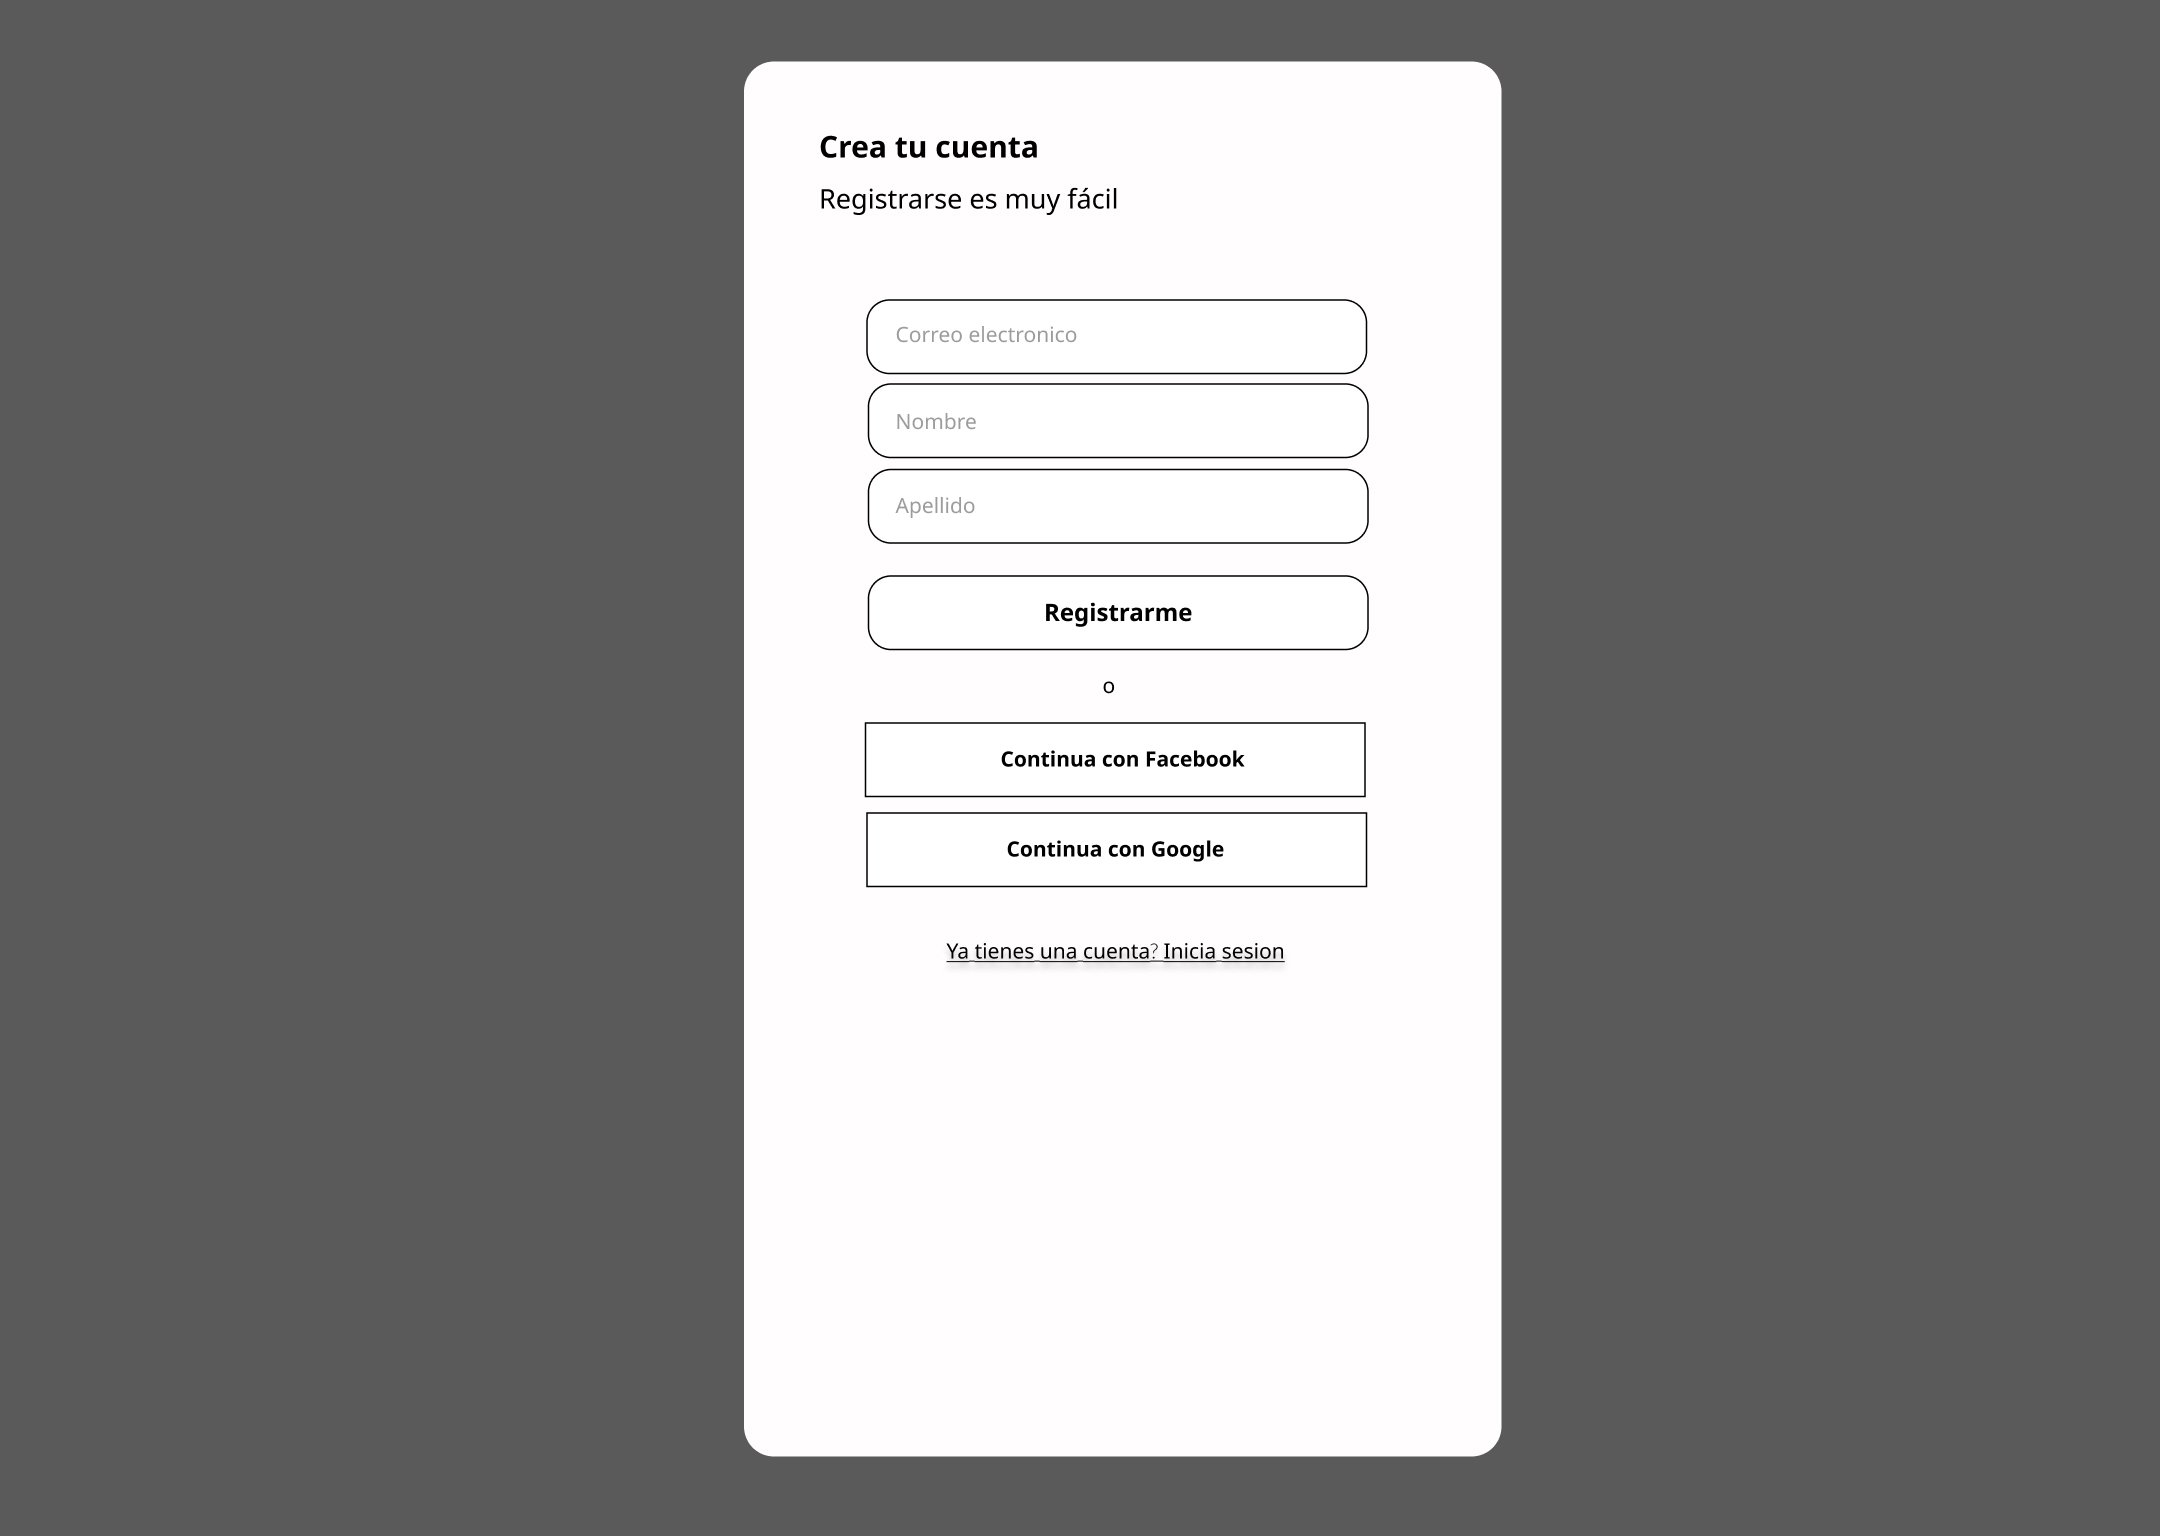 Crea tu cuenta
Registrarse es muy fácil
Correo electronico
Nombre
Apellido
Registrarme
o
Continua con Facebook
Continua con Google
Ya tienes una cuenta? Inicia sesion